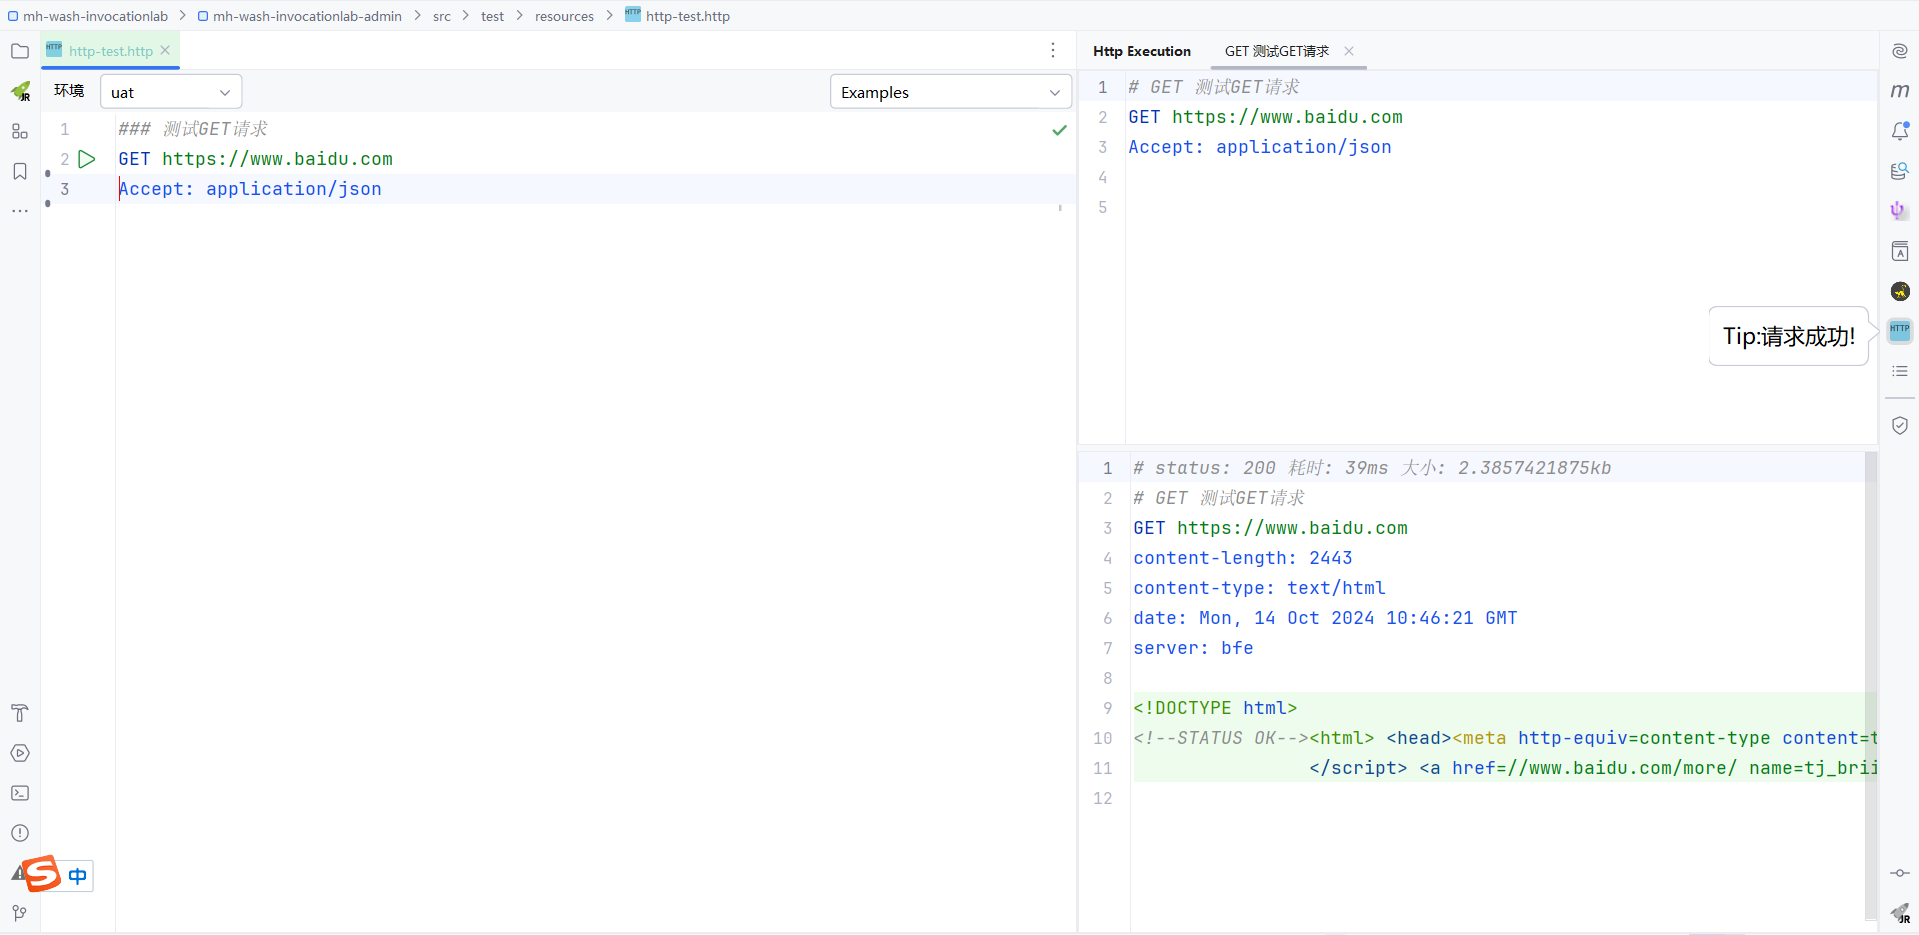 mh-wash-invocationlab > mh-wash-invocationlab-admin > src > test > resources > HTTP http-test.http
HTTP http-test.http
环境 uat Examples
1 ### 测试GET请求
2 GET https://www.baidu.com
3 Accept: application/json
Http Execution GET 测试GET请求
1 # GET 测试GET请求
2 GET https://www.baidu.com
3 Accept: application/json
4
5
Tip:请求成功!
1 # status: 200 耗时: 39ms 大小: 2.3857421875kb
2 # GET 测试GET请求
3 GET https://www.baidu.com
4 content-length: 2443
5 content-type: text/html
6 date: Mon, 14 Oct 2024 10:46:21 GMT
7 server: bfe
8
9 <!DOCTYPE html>
10 <!--STATUS OK--><html> <head><meta http-equiv=content-type content=t
11 </script> <a href=//www.baidu.com/more/ name=tj_brii
12
JR
m
A
HTTP
S 中
JR